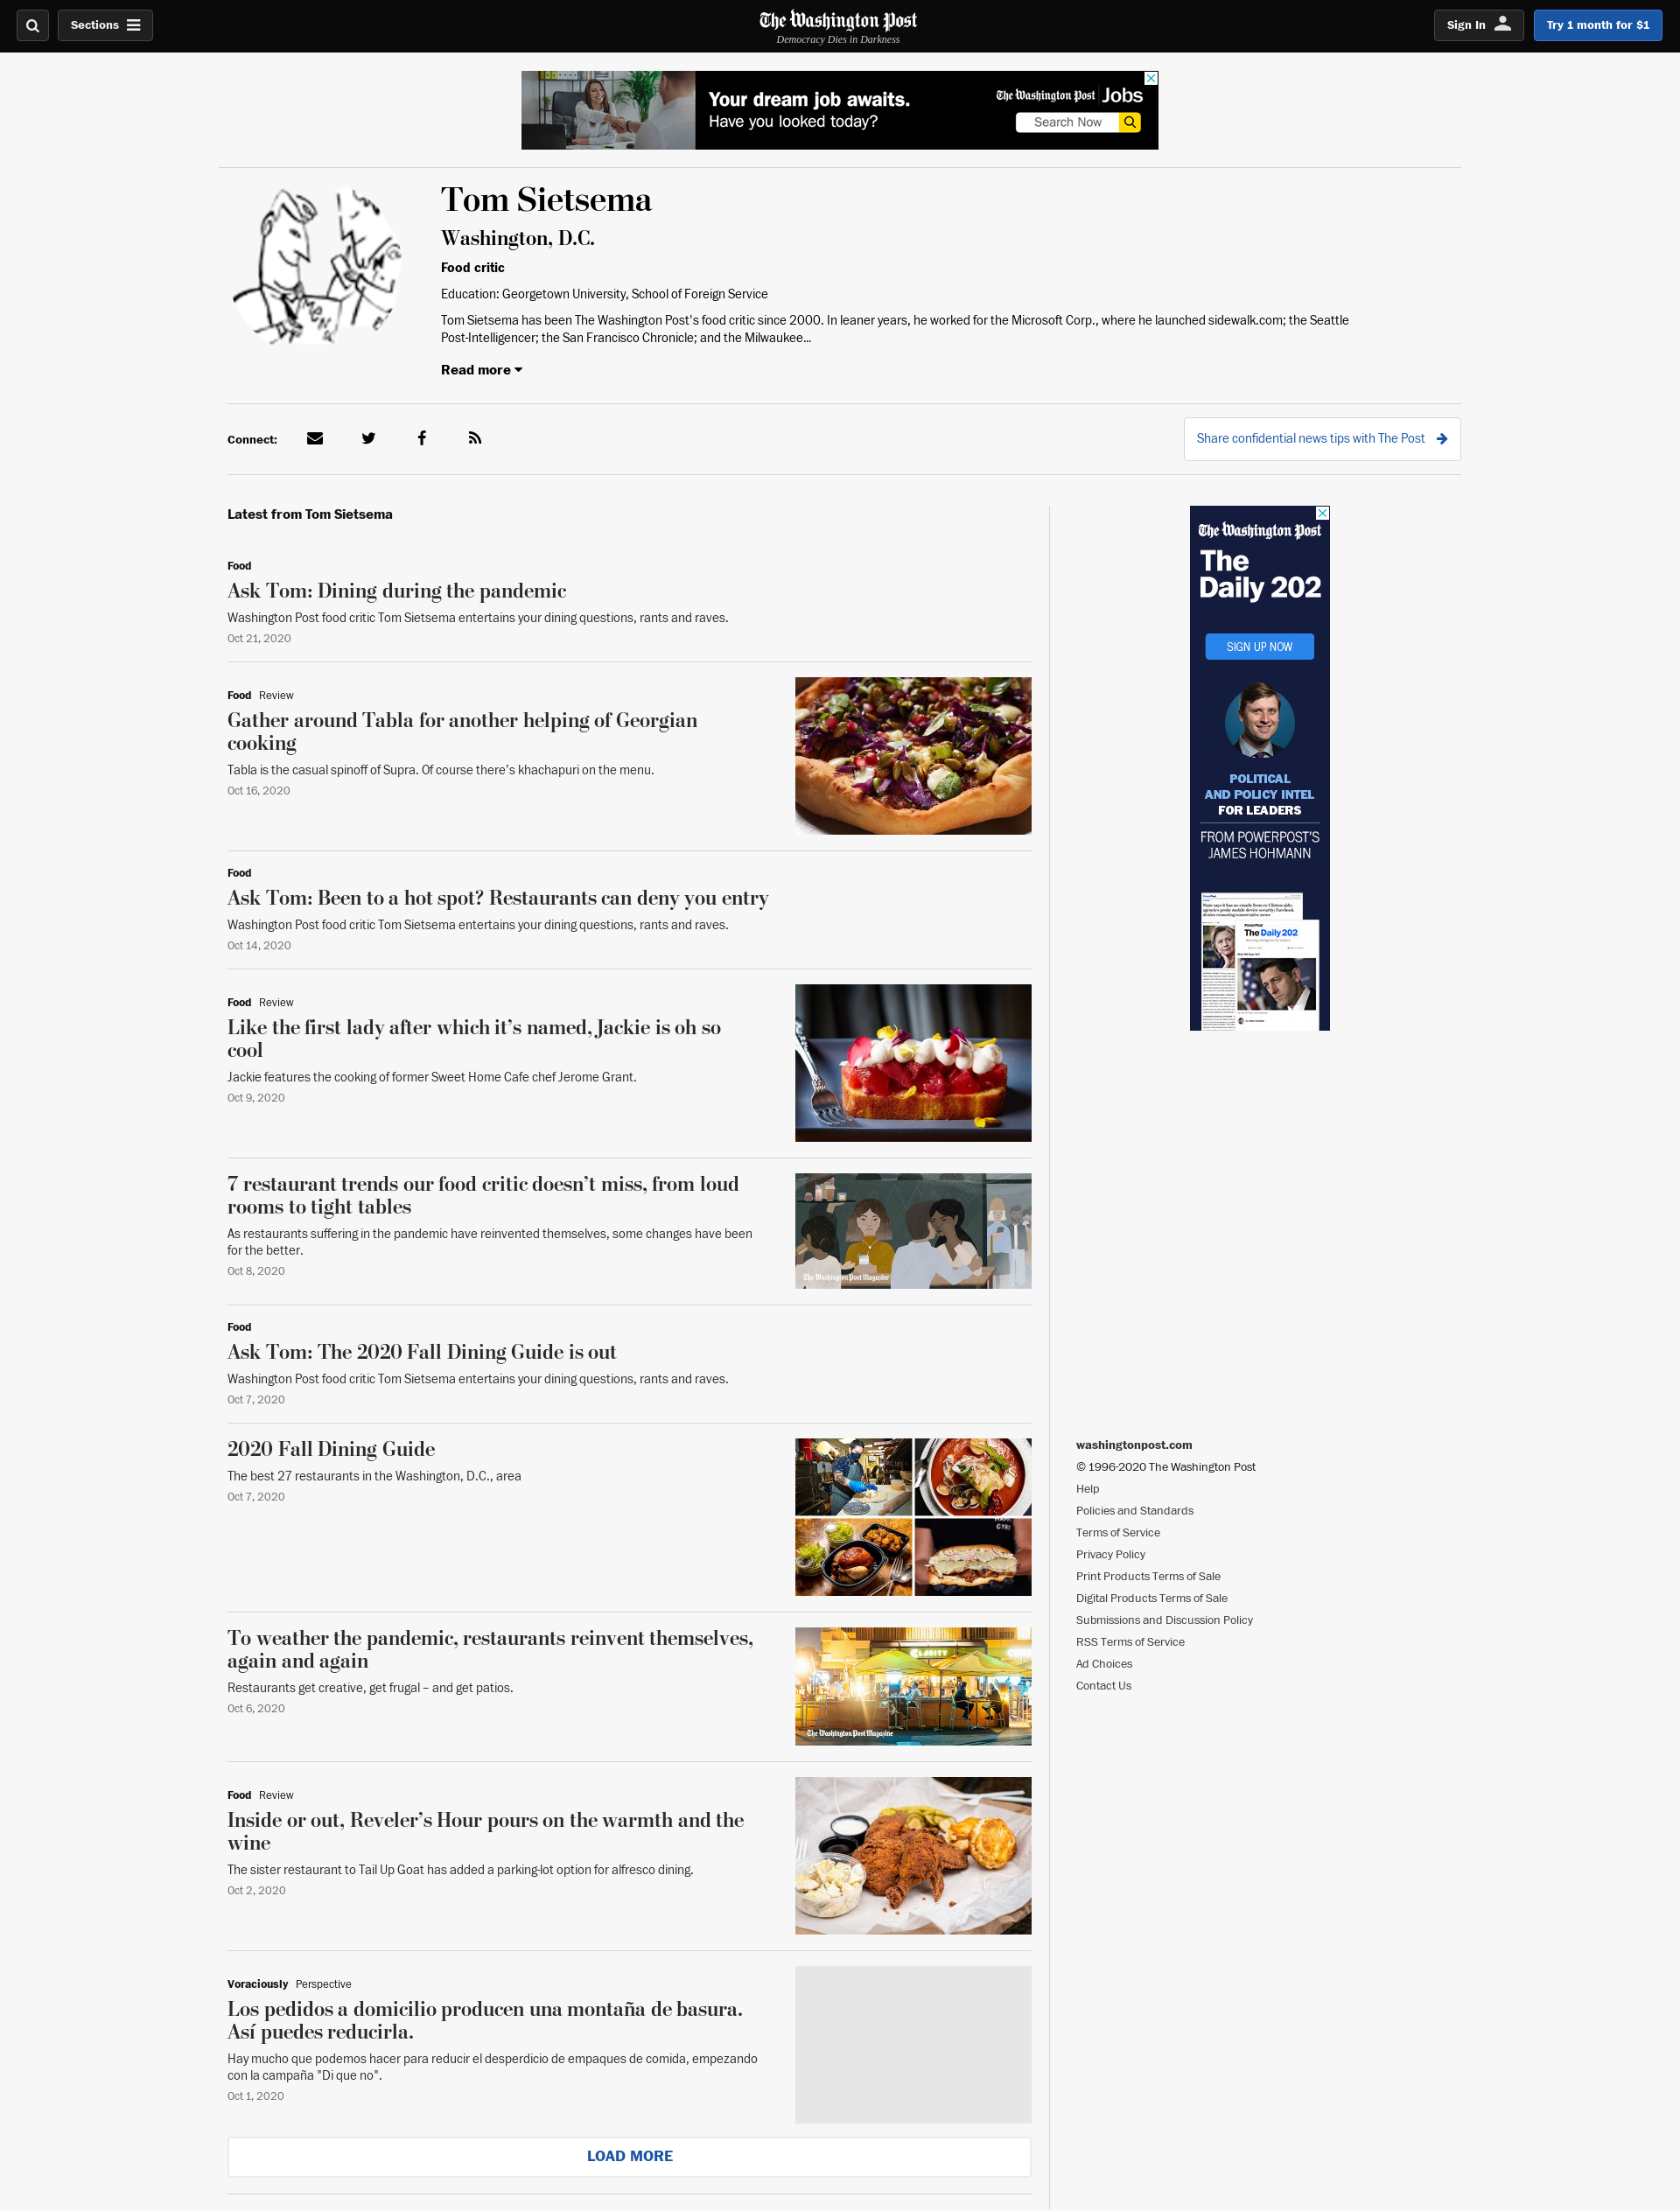 Sections
The Washington Post
Democracy Dies in Darkness
Sign In
Try 1 month for $1
Your dream job awaits.
Have you looked today?
The Washington Post Jobs
Search Now
Tom Sietsema
Washington, D.C.
Food critic
Education: Georgetown University, School of Foreign Service
Tom Sietsema has been The Washington Post's food critic since 2000. In leaner years, he worked for the Microsoft Corp., where he launched sidewalk.com; the Seattle
Post-Intelligencer; the San Francisco Chronicle; and the Milwaukee...
Read more
Connect:
Share confidential news tips with The Post
Latest from Tom Sietsema
Food
Ask Tom: Dining during the pandemic
Washington Post food critic Tom Sietsema entertains your dining questions, rants and raves.
Oct 21, 2020
Food Review
Gather around Tabla for another helping of Georgian
cooking
Tabla is the casual spinoff of Supra. Of course there’s khachapuri on the menu.
Oct 16, 2020
Food
Ask Tom: Been to a hot spot? Restaurants can deny you entry
Washington Post food critic Tom Sietsema entertains your dining questions, rants and raves.
Oct 14, 2020
Food Review
Like the first lady after which it’s named, Jackie is oh so
cool
Jackie features the cooking of former Sweet Home Cafe chef Jerome Grant.
Oct 9, 2020
7 restaurant trends our food critic doesn’t miss, from loud
rooms to tight tables
As restaurants suffering in the pandemic have reinvented themselves, some changes have been
for the better.
Oct 8, 2020
The Washington Post Magazine
Food
Ask Tom: The 2020 Fall Dining Guide is out
Washington Post food critic Tom Sietsema entertains your dining questions, rants and raves.
Oct 7, 2020
2020 Fall Dining Guide
The best 27 restaurants in the Washington, D.C., area
Oct 7, 2020
To weather the pandemic, restaurants reinvent themselves,
again and again
Restaurants get creative, get frugal – and get patios.
Oct 6, 2020
CLARITY
The Washington Post Magazine
Food Review
Inside or out, Reveler’s Hour pours on the warmth and the
wine
The sister restaurant to Tail Up Goat has added a parking-lot option for alfresco dining.
Oct 2, 2020
Voraciously Perspective
Los pedidos a domicilio producen una montaña de basura.
Así puedes reducirla.
Hay mucho que podemos hacer para reducir el desperdicio de empaques de comida, empezando
con la campaña "Di que no".
Oct 1, 2020
LOAD MORE
The Washington Post
The
Daily 202
SIGN UP NOW
POLITICAL
AND POLICY INTEL
FOR LEADERS
FROM POWERPOST'S
JAMES HOHMANN
The Daily 202
washingtonpost.com
© 1996-2020 The Washington Post
Help
Policies and Standards
Terms of Service
Privacy Policy
Print Products Terms of Sale
Digital Products Terms of Sale
Submissions and Discussion Policy
RSS Terms of Service
Ad Choices
Contact Us